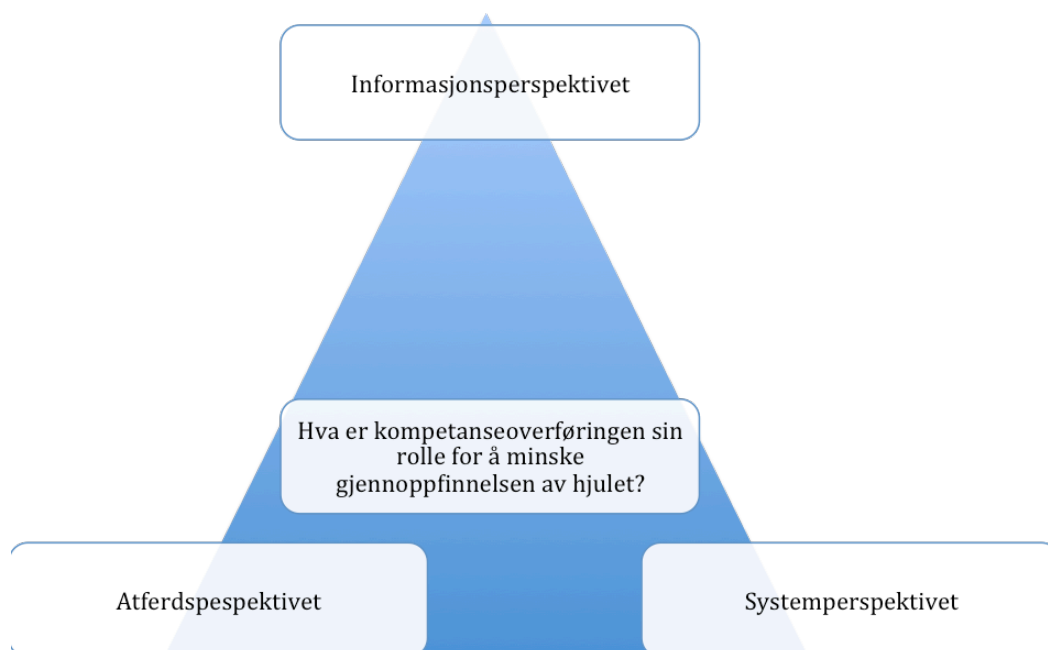 Informasjonsperspektivet
Hva er kompetanseoverføringen sin
rolle for å minske
gjennoppfinnelsen av hjulet?
Atferdspespektivet
Systemperspektivet